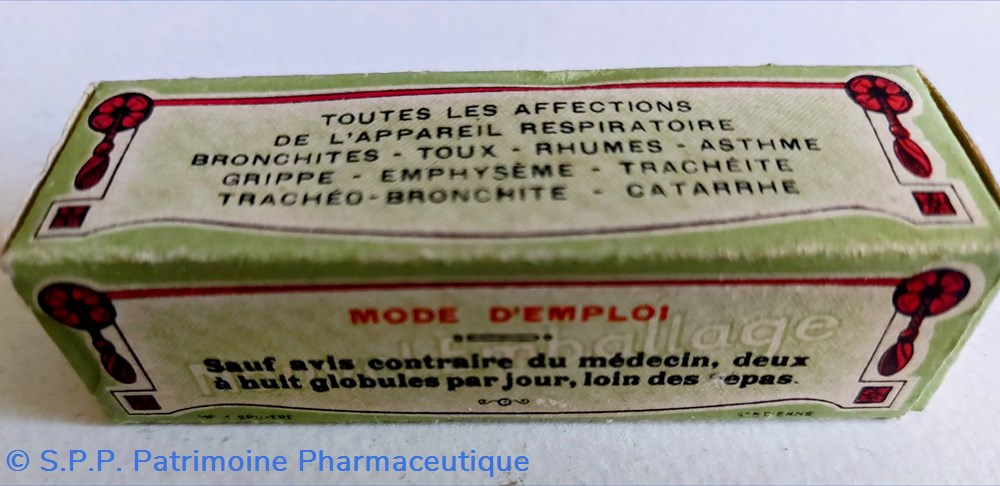 TOUTES LES AFFECTIONS
DE L'APPAREIL RESPIRATOIRE
BRONCHITES - TOUX - RHUMES - ASTHME
GRIPPE - EMPHYSÈME - TRACHÉITE
TRACHÉO-BRONCHITE - CATARRHE
MODE D'EMPLOI
l'emballage
Sauf avis contraire du médecin, deux
à huit globules par jour, loin des repas.
© S.P.P. Patrimoine Pharmaceutique